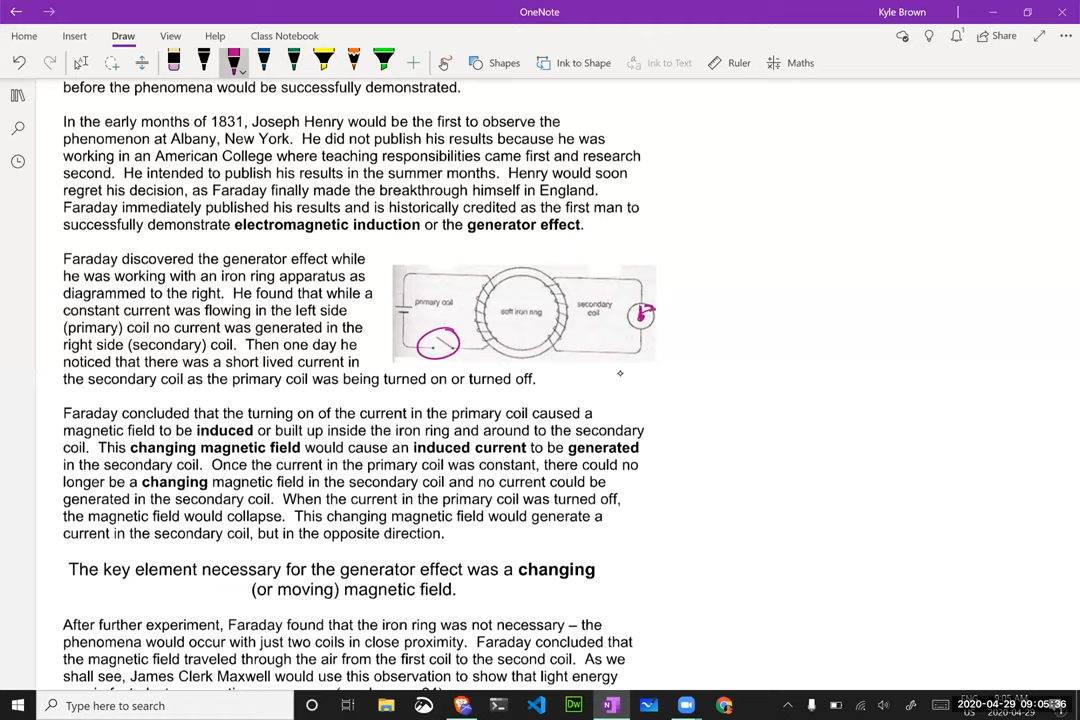 OneNote
Kyle Brown
Home
Insert
Draw
View
Help
Class Notebook
Share
Shapes
Ink to Shape
Ink to Text
Ruler
Maths
before the phenomena would be successfully demonstrated.
In the early months of 1831, Joseph Henry would be the first to observe the
phenomenon at Albany, New York. He did not publish his results because he was
working in an American College where teaching responsibilities came first and research
second. He intended to publish his results in the summer months. Henry would soon
regret his decision, as Faraday finally made the breakthrough himself in England.
Faraday immediately published his results and is historically credited as the first man to
successfully demonstrate electromagnetic induction or the generator effect.
Faraday discovered the generator effect while
he was working with an iron ring apparatus as
diagrammed to the right. He found that while a
constant current was flowing in the left side
(primary) coil no current was generated in the
right side (secondary) coil. Then one day he
noticed that there was a short lived current in
the secondary coil as the primary coil was being turned on or turned off.
primary coil
soft iron ring
secondary
coil
Faraday concluded that the turning on of the current in the primary coil caused a
magnetic field to be induced or built up inside the iron ring and around to the secondary
coil. This changing magnetic field would cause an induced current to be generated
in the secondary coil. Once the current in the primary coil was constant, there could no
longer be a changing magnetic field in the secondary coil and no current could be
generated in the secondary coil. When the current in the primary coil was turned off,
the magnetic field would collapse. This changing magnetic field would generate a
current in the secondary coil, but in the opposite direction.
The key element necessary for the generator effect was a changing
(or moving) magnetic field.
After further experiment, Faraday found that the iron ring was not necessary – the
phenomena would occur with just two coils in close proximity. Faraday concluded that
the magnetic field traveled through the air from the first coil to the second coil. As we
shall see, James Clerk Maxwell would use this observation to show that light energy
Type here to search
Dw
2020-04-29 09:05:36